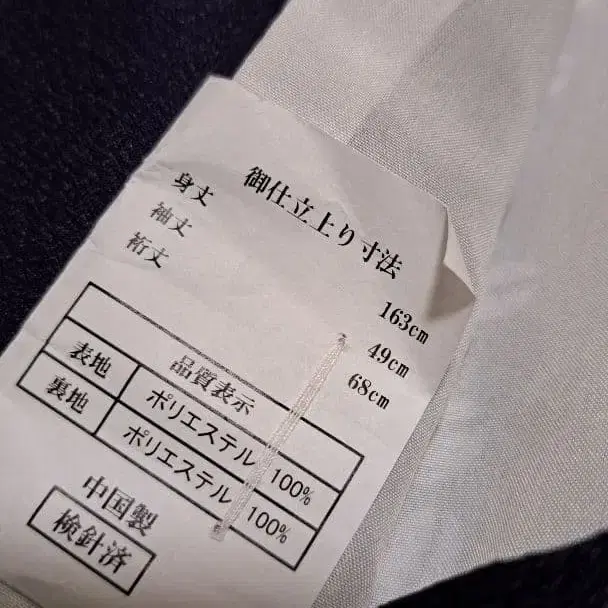 御仕立上り寸法
身丈 163cm
袖丈 49cm
裄丈 68cm
品質表示
表地 ポリエステル 100%
裏地 ポリエステル 100%
中国製
検針済